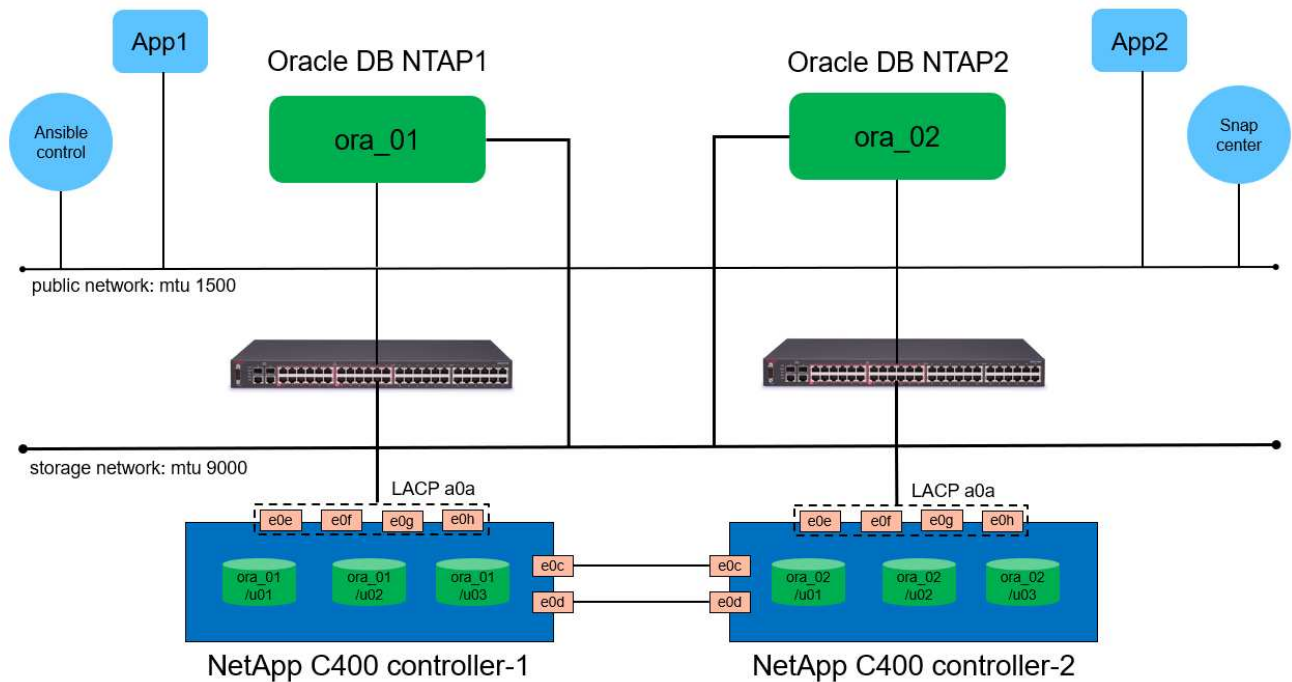 App1
App2
Oracle DB NTAP1
Oracle DB NTAP2
Ansible
control
ora_01
ora_02
Snap
center
public network: mtu 1500
storage network: mtu 9000
LACP a0a
LACP a0a
e0e
e0f
e0g
e0h
e0e
e0f
e0g
e0h
ora_01
/u01
ora_01
/u02
ora_01
/u03
e0c
e0d
e0c
e0d
ora_02
/u01
ora_02
/u02
ora_02
/u03
NetApp C400 controller-1
NetApp C400 controller-2